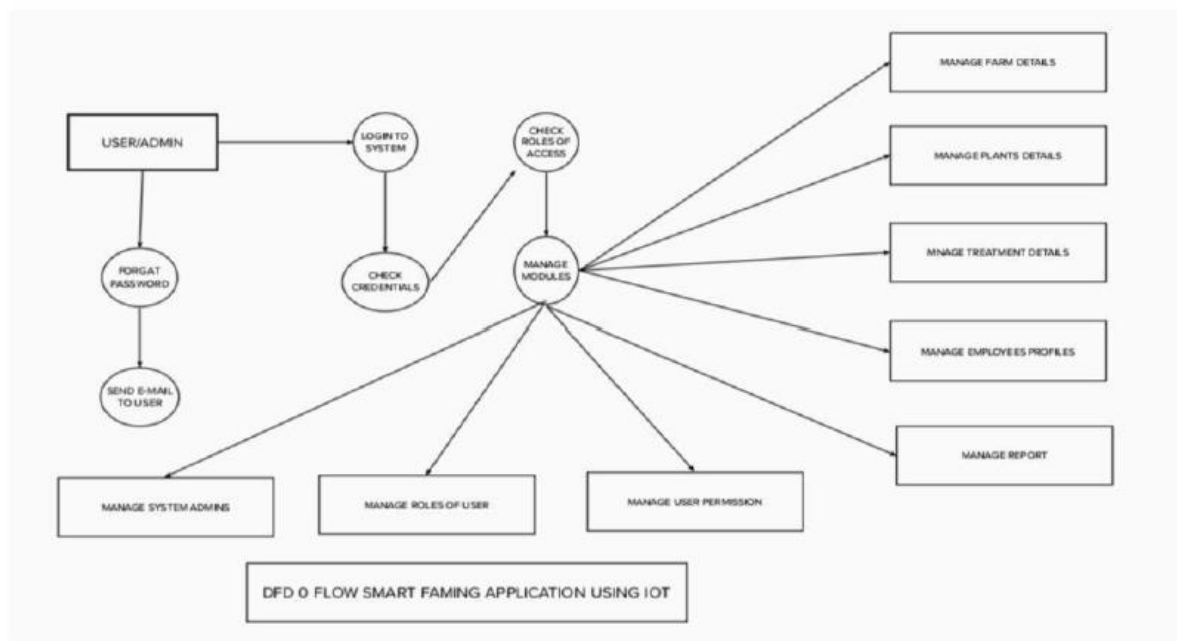 MANAGE FARM DETAILS
USER/ADMIN
LOGIN TO
SYSTEM
CHECK
ROLES OF
ACCESS
MANAGE PLANTS DETAILS
FORGAT
PASSWORD
CHECK
CREDENTIALS
MANAGE
MODULES
MNAGE TREATMENT DETAILS
MANAGE EMPLOYEES PROFILES
SEND E-MAIL
TO USER
MANAGE REPORT
MANAGE SYSTEM ADMINS
MANAGE ROLES OF USER
MANAGE USER PERMISSION
DFD 0 FLOW SMART FAMING APPLICATION USING IOT